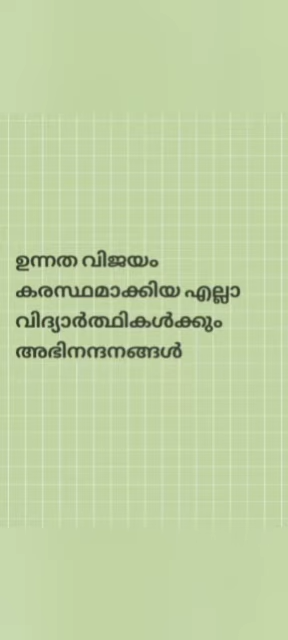 ഉന്നത വിജയം
കരസ്ഥമാക്കിയ എല്ലാ
വിദ്യാർത്ഥികൾക്കും
അഭിനന്ദനങ്ങൾ